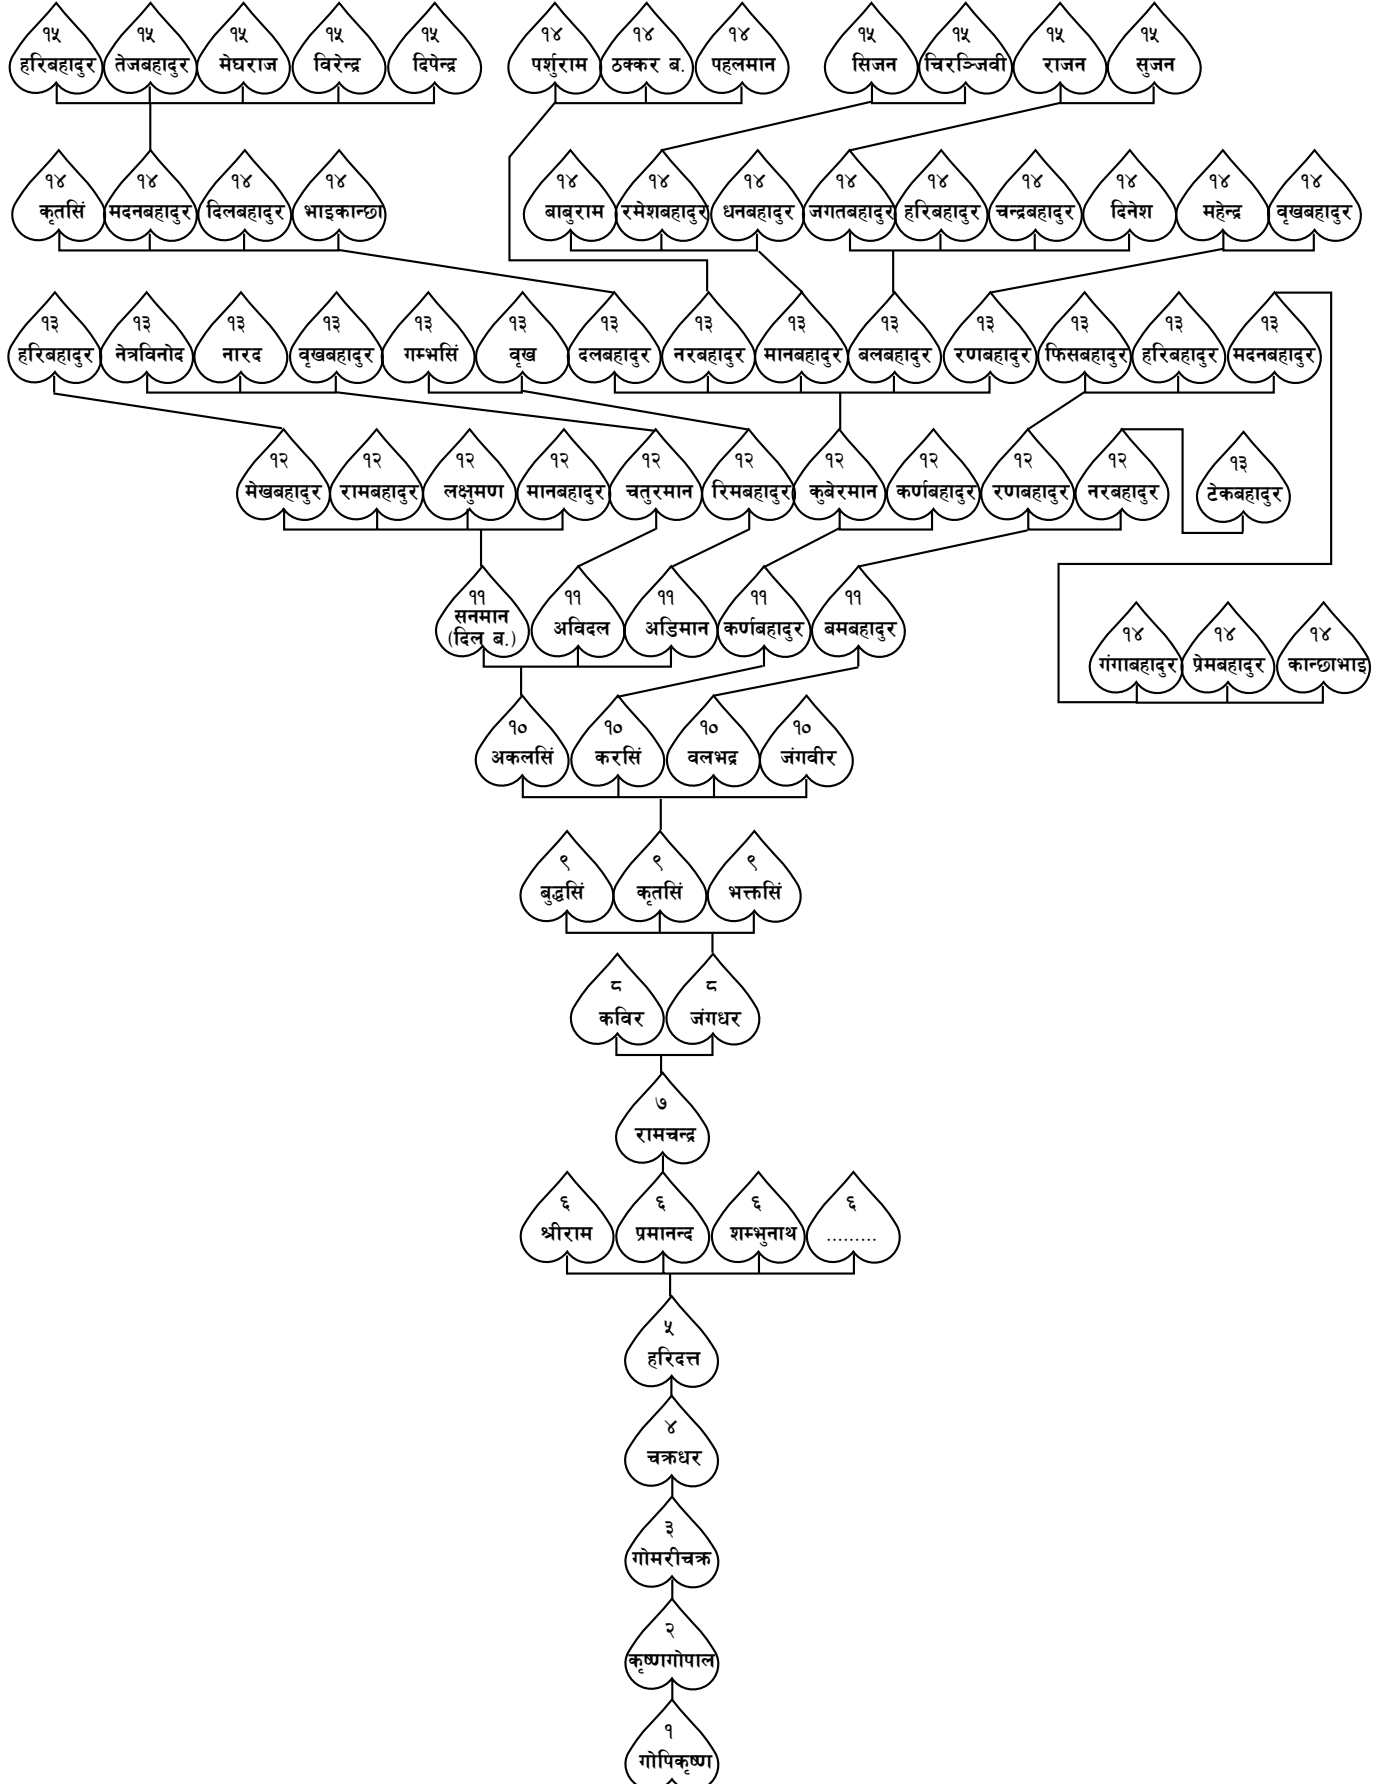 १५ १५ १५ १५ १५ १४ १४ १४ १५ १५ १५ १५
हरिबहादुर तेजबहादुर मेघराज विरेन्द्र दिपेन्द्र पर्शुराम ठक्कर ब. पहलमान सिजन चिरञ्जिवी राजन सुजन
१४ १४ १४ १४ १४ १४ १४ १४ १४ १४ १४ १४ १४
कृतसिं मदनबहादुर दिलबहादुर भाइकान्छा बाबुराम रमेशबहादुर धनबहादुर जगतबहादुर हरिबहादुर चन्द्रबहादुर दिनेश महेन्द्र वृखबहादुर
१३ १३ १३ १३ १३ १३ १३ १३ १३ १३ १३ १३ १३ १३
हरिबहादुर नेत्रविनोद नारद वृखबहादुर गम्भसिं वृख दलबहादुर नरबहादुर मानबहादुर बलबहादुर रणबहादुर फिसबहादुर हरिबहादुर मदनबहादुर
१२ १२ १२ १२ १२ १२ १२ १२ १२ १२ १३
मेखबहादुर रामबहादुर लक्षुमण मानबहादुर चतुरमान रिमबहादुर कुबेरमान कर्णबहादुर रणबहादुर नरबहादुर टेकबहादुर
११ ११ ११ ११ ११
सनमान
(दिल ब.) अविदल अडिमान कर्णबहादुर बमबहादुर
१४ १४ १४
गंगाबहादुर प्रेमबहादुर कान्छाभाइ
१० १० १० १०
अकलसिं करसिं वलभद्र जंगवीर
९ ९ ९
बुद्धसिं कृतसिं भक्तसिं
८ ८
कविर जंगधर
७
रामचन्द्र
६ ६ ६ ६
श्रीराम प्रमानन्द शम्भुनाथ .........
५
हरिदत्त
४
चक्रधर
३
गोमरीचक्र
२
कृष्णगोपाल
१
गोपिकृष्ण